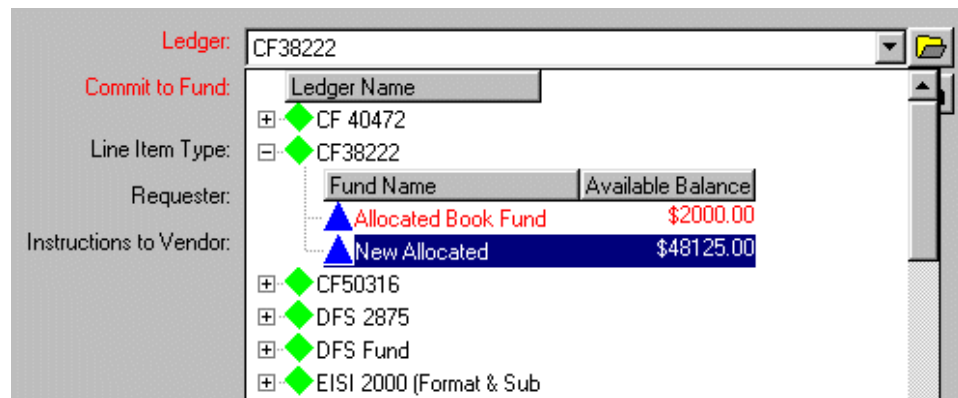 Ledger: CF38222
Commit to Fund: Ledger Name
CF 40472
Line Item Type: CF38222
Requester: Fund Name Available Balance
Allocated Book Fund $2000.00
Instructions to Vendor: New Allocated $48125.00
CF50316
DFS 2875
DFS Fund
EISI 2000 (Format & Sub